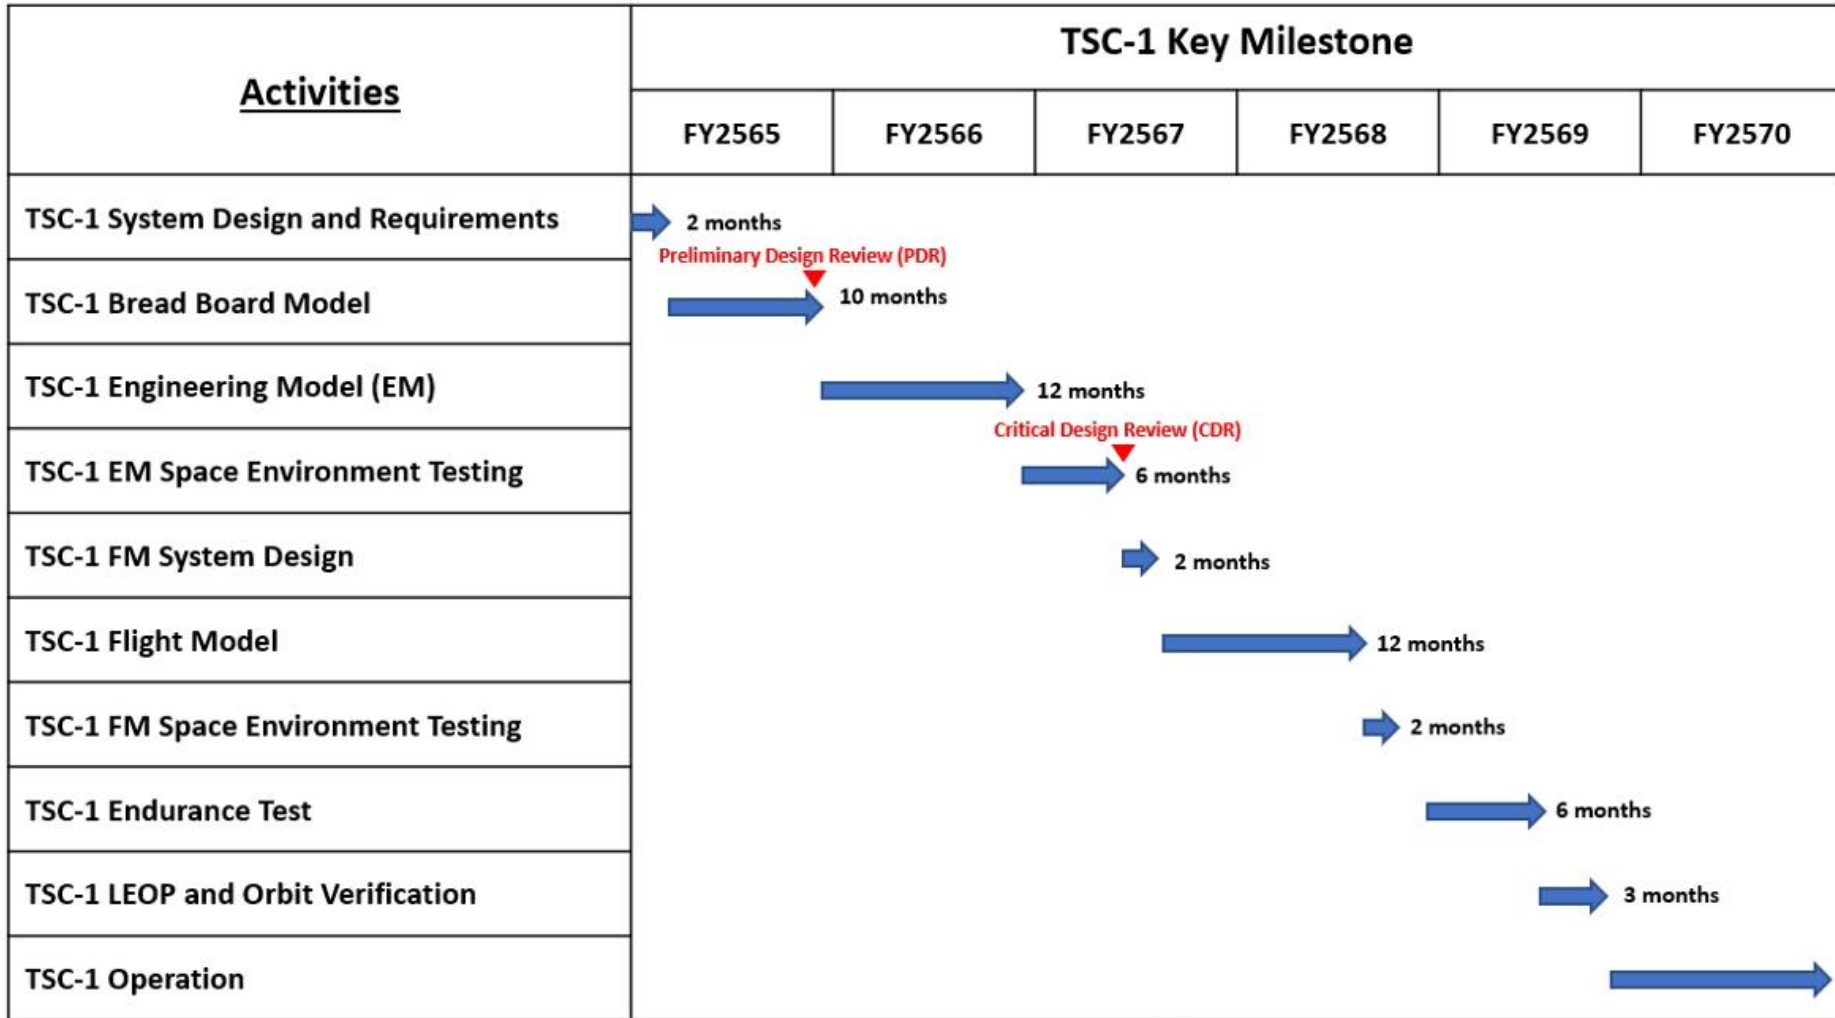 Activities
TSC-1 Key Milestone
FY2565
FY2566
FY2567
FY2568
FY2569
FY2570
TSC-1 System Design and Requirements
2 months
Preliminary Design Review (PDR)
TSC-1 Bread Board Model
10 months
TSC-1 Engineering Model (EM)
12 months
Critical Design Review (CDR)
TSC-1 EM Space Environment Testing
6 months
TSC-1 FM System Design
2 months
TSC-1 Flight Model
12 months
TSC-1 FM Space Environment Testing
2 months
TSC-1 Endurance Test
6 months
TSC-1 LEOP and Orbit Verification
3 months
TSC-1 Operation